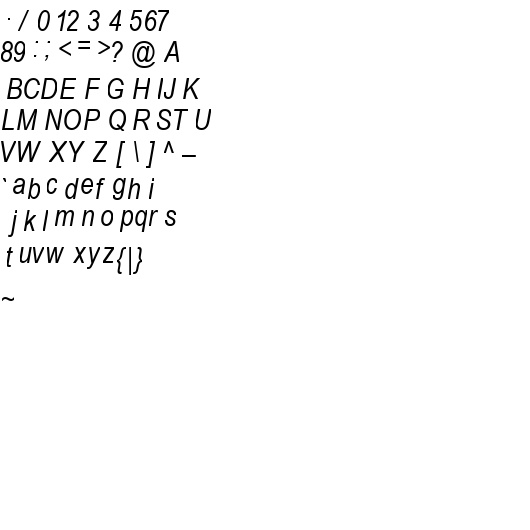 . / 0 12 3 4 567
89 : ; < = >? @ A
BCDE F G H IJ K
LM NOP Q R ST U
VW XY Z [ \ ] ^ _
`ab c def gh i
j k l m n o pqr s
t uvw xyz{|}
~